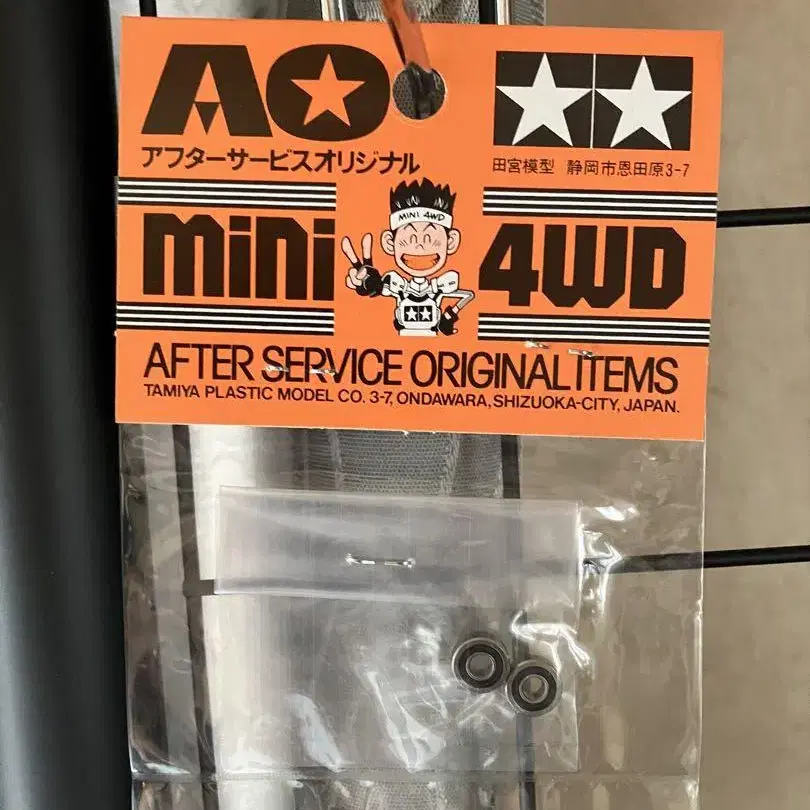 AO
アフターサービスオリジナル
田宮模型 静岡市恩田原3-7
MINI 4WD
mini 4WD
AFTER SERVICE ORIGINAL ITEMS
TAMIYA PLASTIC MODEL CO. 3-7, ONDAWARA, SHIZUOKA-CITY, JAPAN.